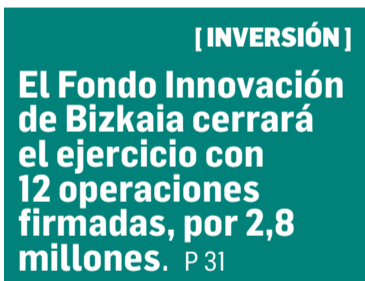 [ INVERSIÓN ]
El Fondo Innovación
de Bizkaia cerrará
el ejercicio con
12 operaciones
firmadas, por 2,8
millones. P 31